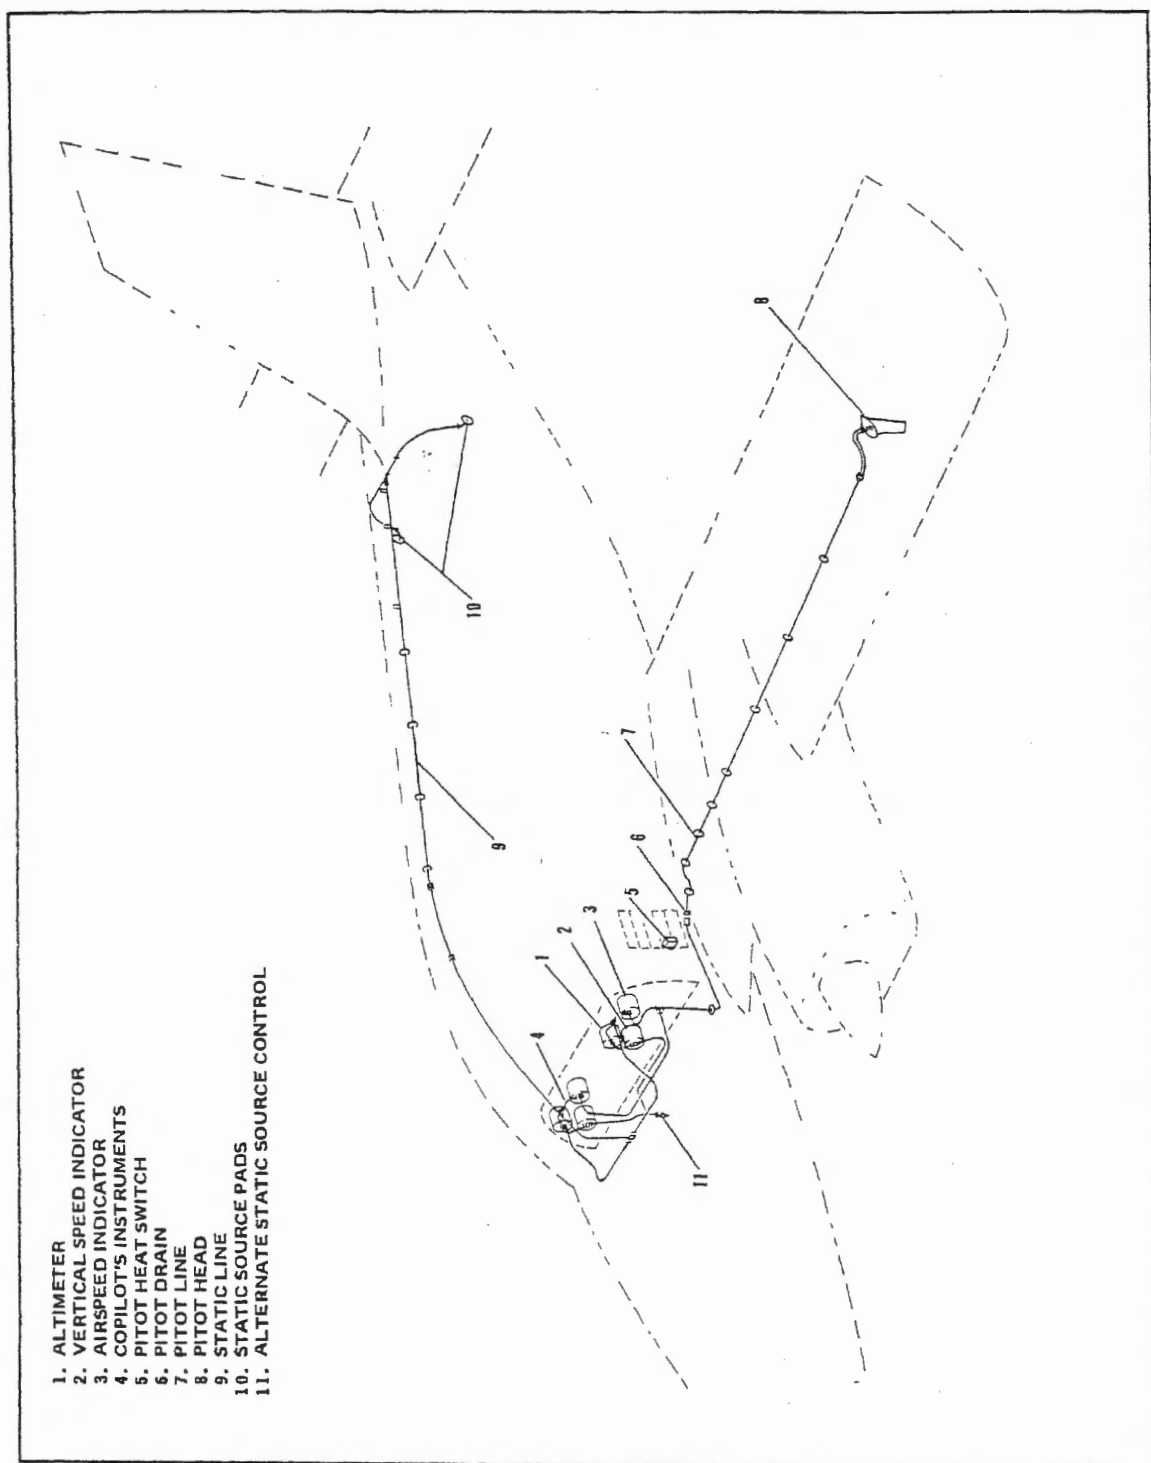 1. ALTIMETER
2. VERTICAL SPEED INDICATOR
3. AIRSPEED INDICATOR
4. COPILOT'S INSTRUMENTS
5. PITOT HEAT SWITCH
6. PITOT DRAIN
7. PITOT LINE
8. PITOT HEAD
9. STATIC LINE
10. STATIC SOURCE PADS
11. ALTERNATE STATIC SOURCE CONTROL
8
10
7
9
6
5
3
2
1
4
11